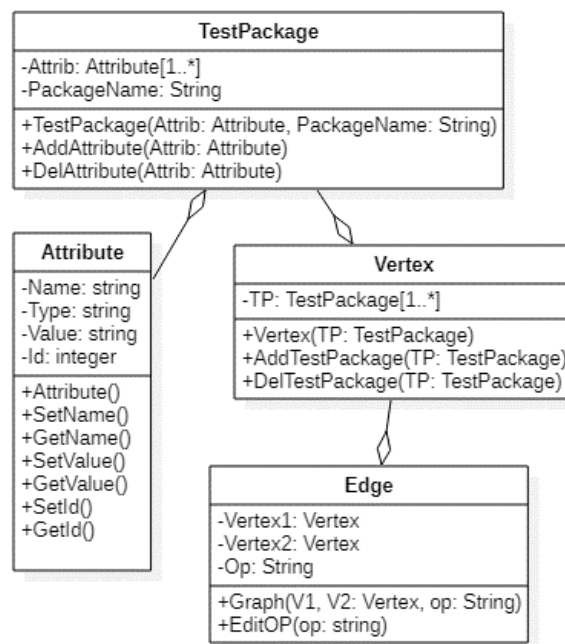 TestPackage
-Attrib: Attribute[1..*]
-PackageName: String
+TestPackage(Attrib: Attribute, PackageName: String)
+AddAttribute(Attrib: Attribute)
+DelAttribute(Attrib: Attribute)
Attribute
-Name: string
-Type: string
-Value: string
-Id: integer
+Attribute()
+SetName()
+GetName()
+SetValue()
+GetValue()
+SetId()
+GetId()
Vertex
-TP: TestPackage[1..*]
+Vertex(TP: TestPackage)
+AddTestPackage(TP: TestPackage)
+DelTestPackage(TP: TestPackage)
Edge
-Vertex1: Vertex
-Vertex2: Vertex
-Op: String
+Graph(V1, V2: Vertex, op: String)
+EditOP(op: string)